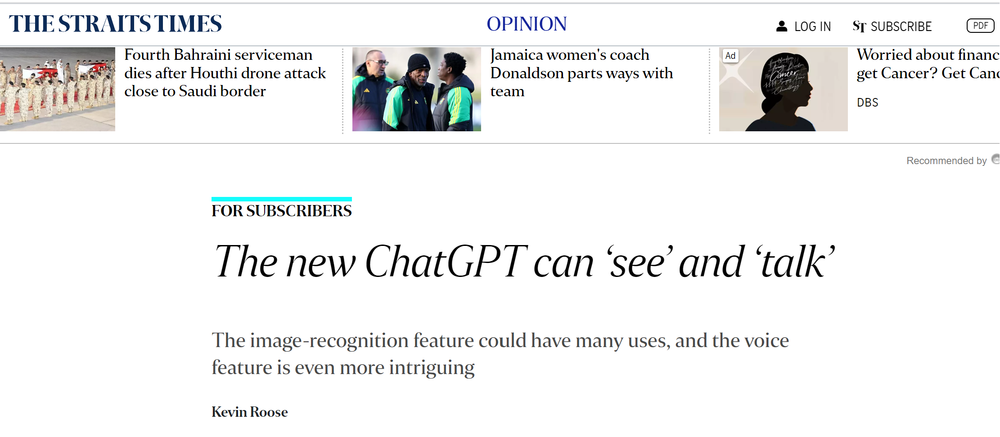 THE STRAITS TIMES
OPINION
LOG IN
ST SUBSCRIBE
PDF
Fourth Bahraini serviceman
dies after Houthi drone attack
close to Saudi border
Jamaica women's coach
Donaldson parts ways with
team
Ad
Cancer
Worried about financ
get Cancer? Get Canc
DBS
Recommended by
FOR SUBSCRIBERS
The new ChatGPT can ‘see’ and ‘talk’
The image-recognition feature could have many uses, and the voice
feature is even more intriguing
Kevin Roose